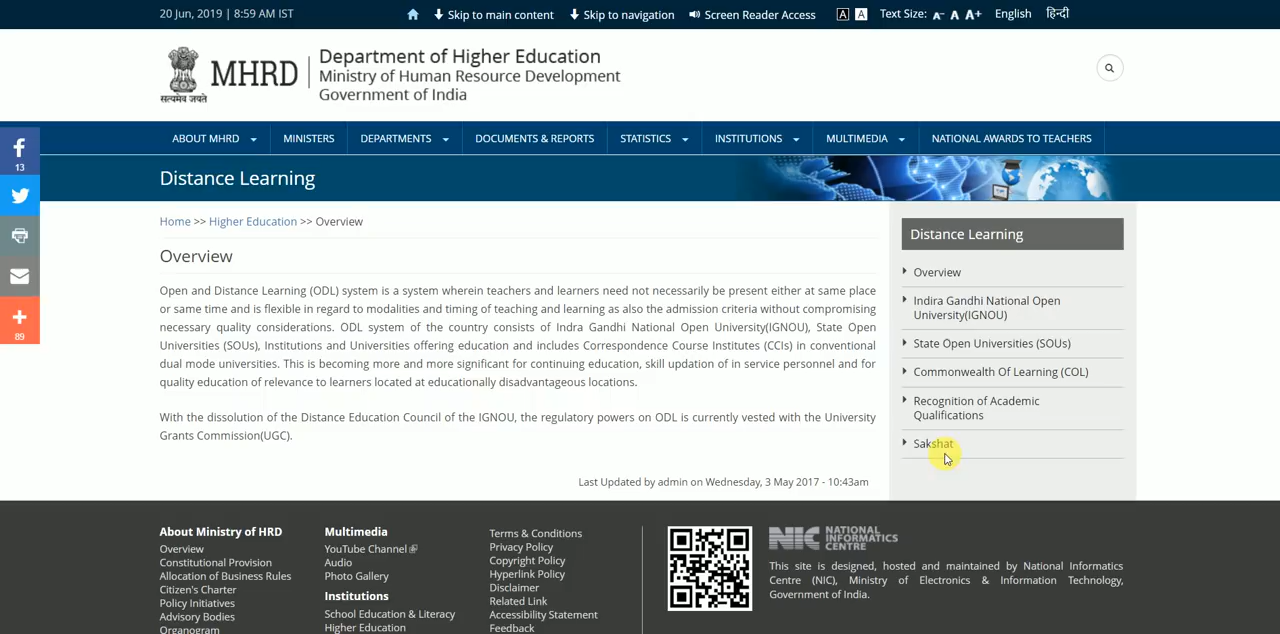 20 Jun, 2019 | 8:59 AM IST
Skip to main content
Skip to navigation
Screen Reader Access
A A
Text Size: A- A A+
English
हिन्दी
सत्यमेव जयते
MHRD
Department of Higher Education
Ministry of Human Resource Development
Government of India
ABOUT MHRD
MINISTERS
DEPARTMENTS
DOCUMENTS & REPORTS
STATISTICS
INSTITUTIONS
MULTIMEDIA
NATIONAL AWARDS TO TEACHERS
13
89
Distance Learning
Home >> Higher Education >> Overview
Overview
Open and Distance Learning (ODL) system is a system wherein teachers and learners need not necessarily be present either at same place
or same time and is flexible in regard to modalities and timing of teaching and learning as also the admission criteria without compromising
necessary quality considerations. ODL system of the country consists of Indra Gandhi National Open University(IGNOU), State Open
Universities (SOUs), Institutions and Universities offering education and includes Correspondence Course Institutes (CCIs) in conventional
dual mode universities. This is becoming more and more significant for continuing education, skill updation of in service personnel and for
quality education of relevance to learners located at educationally disadvantageous locations.
With the dissolution of the Distance Education Council of the IGNOU, the regulatory powers on ODL is currently vested with the University
Grants Commission(UGC).
Last Updated by admin on Wednesday, 3 May 2017 - 10:43am
Distance Learning
Overview
Indira Gandhi National Open
University(IGNOU)
State Open Universities (SOUs)
Commonwealth Of Learning (COL)
Recognition of Academic
Qualifications
Sakshat
About Ministry of HRD
Overview
Constitutional Provision
Allocation of Business Rules
Citizen's Charter
Policy Initiatives
Advisory Bodies
Organogram
Multimedia
YouTube Channel
Audio
Photo Gallery
Institutions
School Education & Literacy
Higher Education
Terms & Conditions
Privacy Policy
Copyright Policy
Hyperlink Policy
Disclaimer
Related Link
Accessibility Statement
Feedback
NIC NATIONAL
INFORMATICS
CENTRE
This site is designed, hosted and maintained by National Informatics
Centre (NIC), Ministry of Electronics & Information Technology,
Government of India.